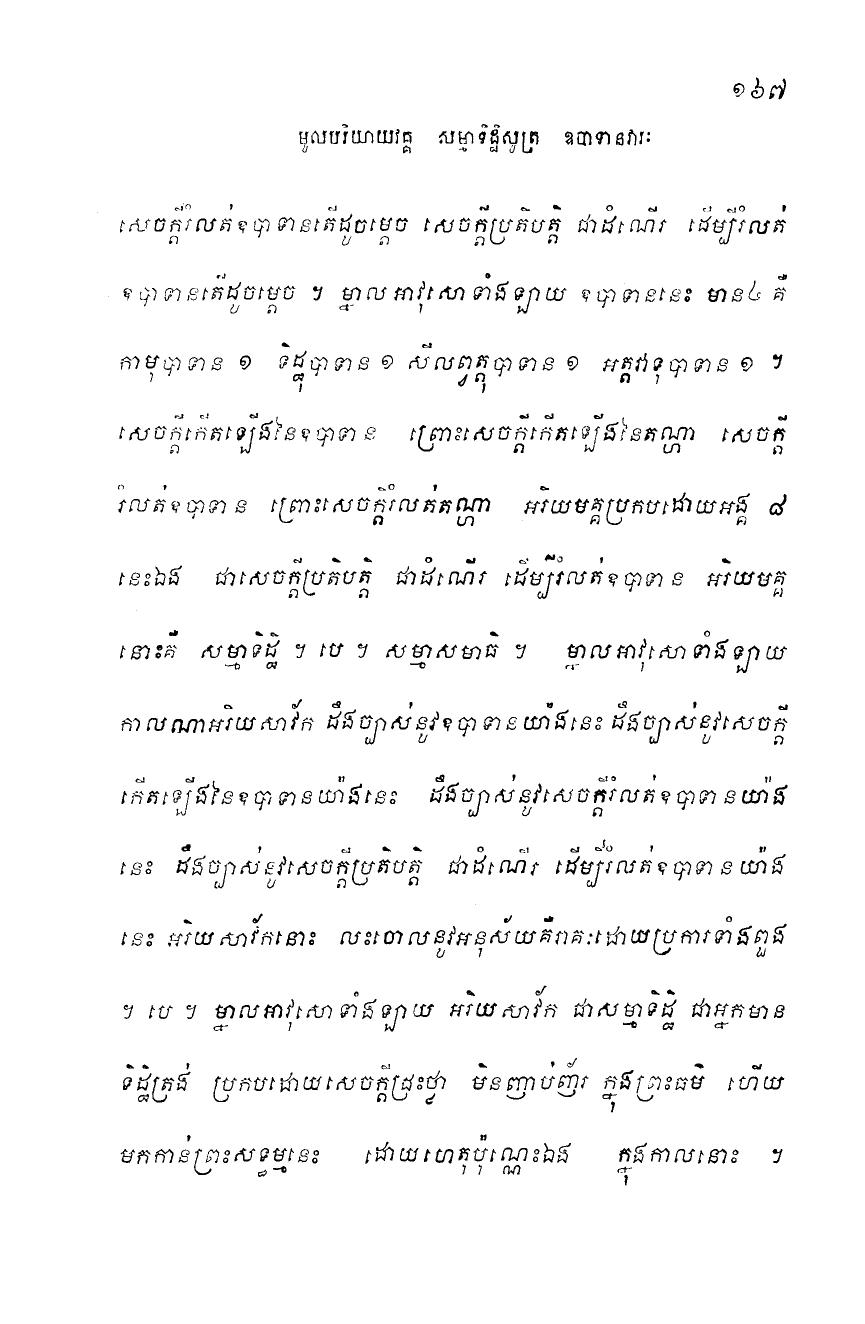 ១៦៧
មូលបរិយាយវគ្គ សម្មាទិដ្ឋិសូត្រ ឧបាទានវារៈ
សេចក្តីរំលត់ឧបាទានតើដូចម្តេច សេចក្តីប្រតិបត្តិ ជាដំណើរ ដើម្បីរំលត់
ឧបាទានតើដូចម្តេច ។ ម្នាលអាវុសោទាំងឡាយ ឧបាទាននេះ មាន៤ គឺ
កាមុបាទាន ១ ទិដ្ឋុបាទាន ១ សីលព្វត្តុបាទាន ១ អត្តវាទុបាទាន ១ ។
សេចក្តីកើតឡើងនៃឧបាទាន ព្រោះសេចក្តីកើតឡើងនៃតណ្ហា សេចក្តី
រំលត់ឧបាទាន ព្រោះសេចក្តីរំលត់តណ្ហា អរិយមគ្គប្រកបដោយអង្គ ៨
នេះឯង ជាសេចក្តីប្រតិបត្តិ ជាដំណើរ ដើម្បីរំលត់ឧបាទាន អរិយមគ្គ
នោះគឺ សម្មាទិដ្ឋិ ។ បេ ។ សម្មាសមាធិ ។ ម្នាលអាវុសោទាំងឡាយ
កាលណាអរិយសាវ័ក ដឹងច្បាស់នូវឧបាទានយ៉ាងនេះ ដឹងច្បាស់នូវសេចក្តី
កើតឡើងនៃឧបាទានយ៉ាងនេះ ដឹងច្បាស់នូវសេចក្តីរំលត់ឧបាទានយ៉ាង
នេះ ដឹងច្បាស់នូវសេចក្តីប្រតិបត្តិ ជាដំណើរ ដើម្បីរំលត់ឧបាទានយ៉ាង
នេះ អរិយសាវ័កនោះ លះចោលនូវអនុស័យគឺរាគៈដោយប្រការទាំងពួង
។ បេ ។ ម្នាលអាវុសោទាំងឡាយ អរិយសាវ័ក ជាសម្មាទិដ្ឋិ ជាអ្នកមាន
ទិដ្ឋិត្រង់ ប្រកបដោយសេចក្តីជ្រះថ្លា មិនញាប់ញ័រ ក្នុងព្រះធម៌ ហើយ
មកកាន់ព្រះសទ្ធម្មនេះ ដោយហេតុប៉ុណ្ណេះឯង ក្នុងកាលនោះ ។